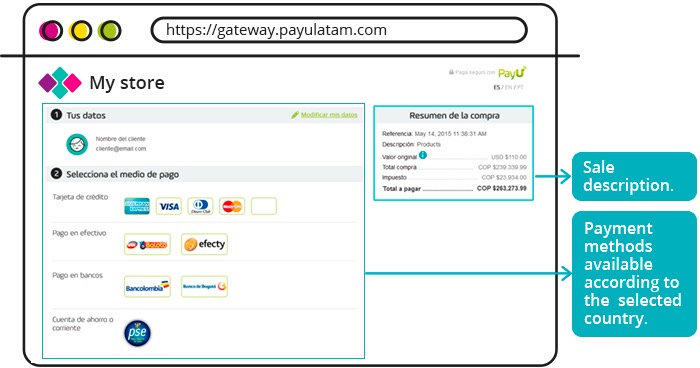 https://gateway.payulatam.com
My store
Paga seguro con PayU
ES / EN / PT
1 Tus datos
Modificar mis datos
Nombre del cliente
cliente@email.com
2 Selecciona el medio de pago
Tarjeta de crédito
AMERICAN EXPRESS
VISA
Diners Club
MasterCard
Pago en efectivo
BALOTO
efecty
Pago en bancos
Bancolombia
Banco de Bogotá
Cuenta de ahorro o
corriente
pse
Resumen de la compra
Referencia: May 14, 2015 11:38:31 AM
Descripción: Products
Valor original USD $110.00
Total compra COP $239,339.99
Impuesto COP $23,934.00
Total a pagar COP $263,273.99
Sale
description.
Payment
methods
available
according to
the selected
country.